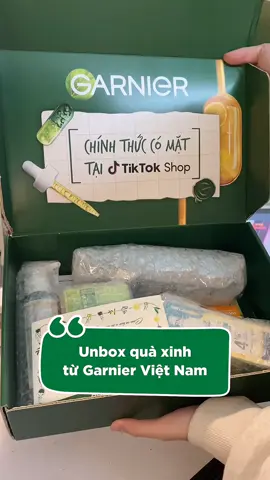 GARNIER
CHÍNH THỨC CÓ MẶT
TẠI TikTok Shop
Unbox quà xinh
từ Garnier Việt Nam